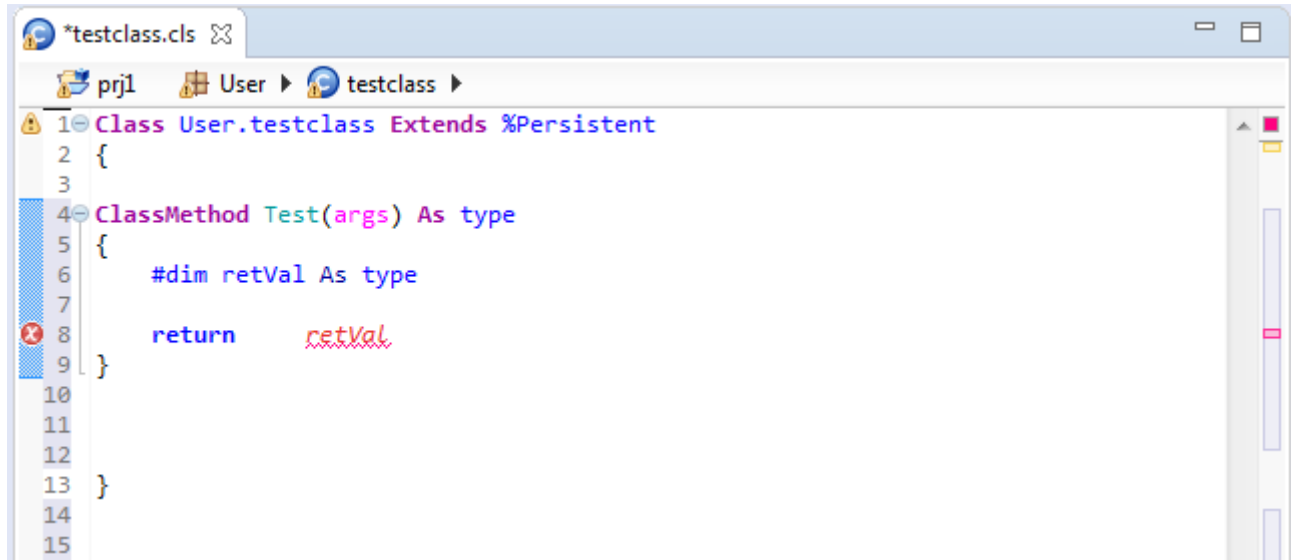 *testclass.cls
prj1 User testclass
1 Class User.testclass Extends %Persistent
2 {
3
4 ClassMethod Test(args) As type
5 {
6 #dim retVal As type
7
8 return retVal
9 }
10
11
12
13 }
14
15